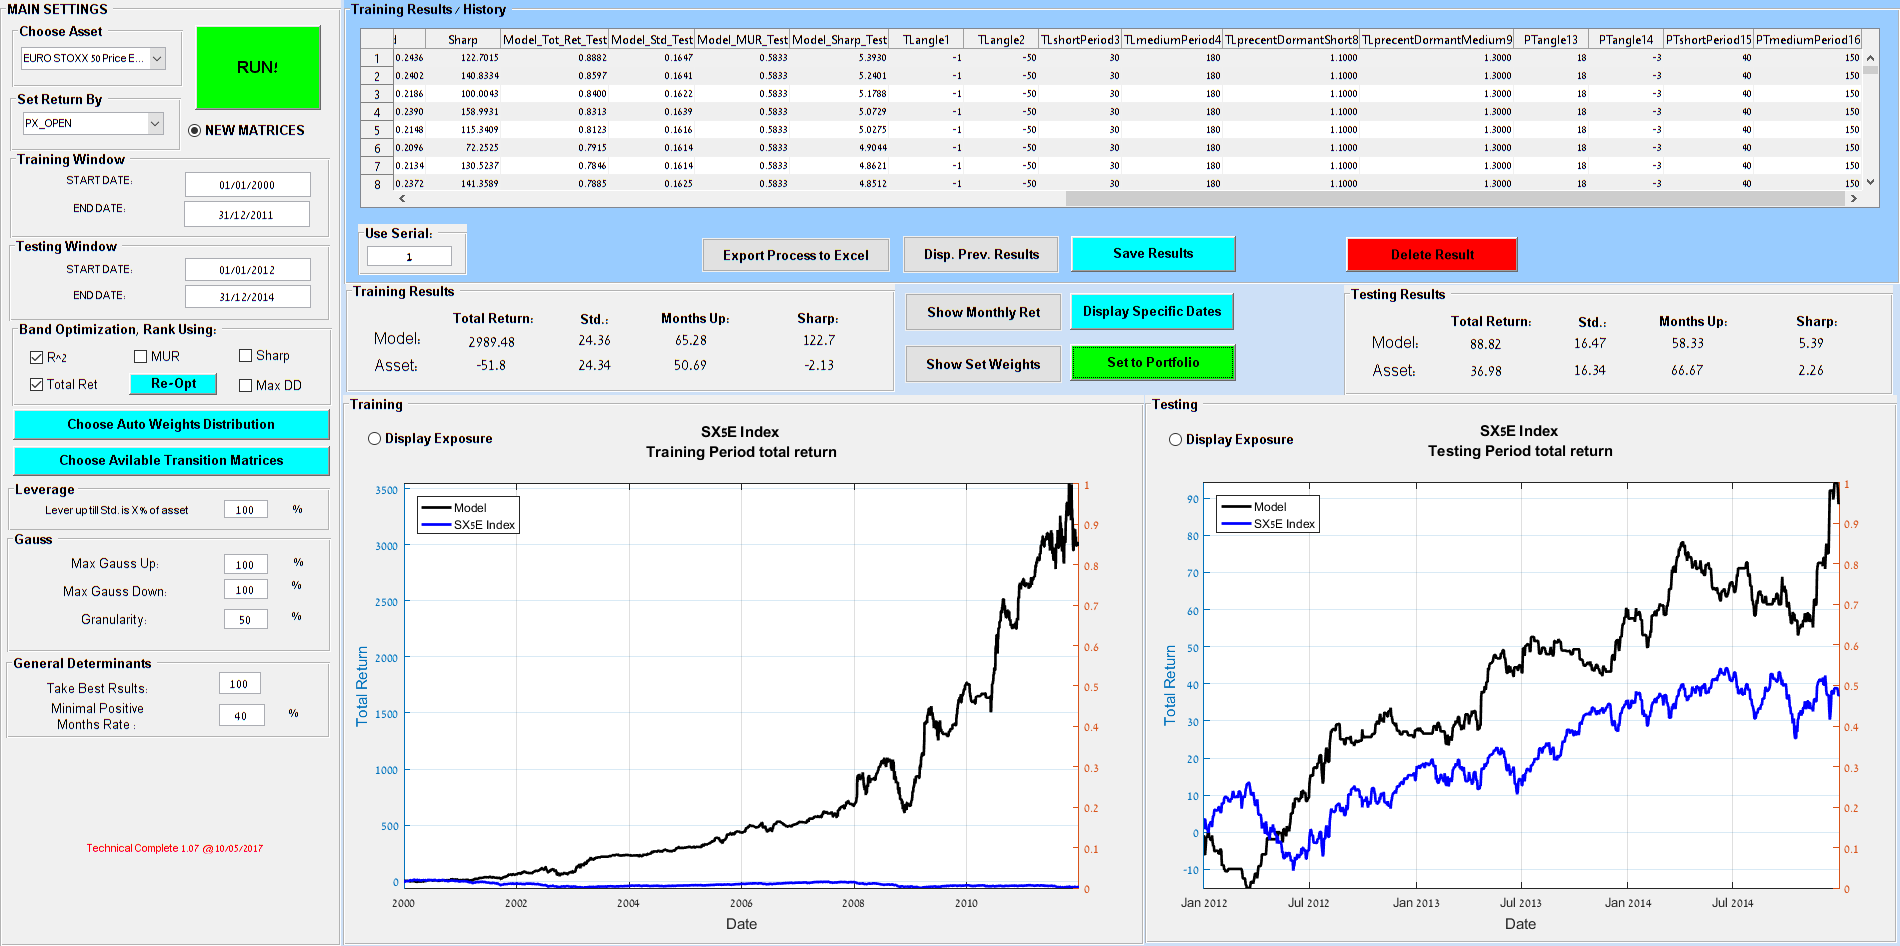 MAIN SETTINGS
Choose Asset
EURO STOXX 50 Price E...
RUN!
Set Return By
PX_OPEN
NEW MATRICES
Training Window
START DATE: 01/01/2000
END DATE: 31/12/2011
Testing Window
START DATE: 01/01/2012
END DATE: 31/12/2014
Band Optimization, Rank Using:
R^2 MUR Sharp
Total Ret Re-Opt Max DD
Choose Auto Weights Distribution
Choose Avilable Transition Matrices
Leverage
Lever up till Std. is X % of asset 100 %
Gauss
Max Gauss Up: 100 %
Max Gauss Down: 100 %
Granularity: 50 %
General Determinants
Take Best Rsults: 100
Minimal Positive
Months Rate : 40 %
Technical Complete 1.07 @10/05/2017
Training Results / History
Sharp Model_Tot_Ret_Test Model_Std_Test Model_MUR_Test Model_Sharp_Test TLangle1 TLangle2 TLshortPeriod3 TLmediumPeriod4 TLprecentDormantShort8 TLprecentDormantMedium9 PTangle13 PTangle14 PTshortPeriod15 PTmediumPeriod16
1 0.2436 122.7015 0.8882 0.1647 0.5833 5.3930 -1 -50 30 180 1.1000 1.3000 18 -3 40 150
2 0.2402 140.8334 0.8597 0.1641 0.5833 5.2401 -1 -50 30 180 1.1000 1.3000 18 -3 40 150
3 0.2186 100.0043 0.8400 0.1622 0.5833 5.1788 -1 -50 30 180 1.1000 1.3000 18 -3 40 150
4 0.2390 158.9931 0.8313 0.1639 0.5833 5.0729 -1 -50 30 180 1.1000 1.3000 18 -3 40 150
5 0.2148 115.3409 0.8123 0.1616 0.5833 5.0275 -1 -50 30 180 1.1000 1.3000 18 -3 40 150
6 0.2096 72.2525 0.7915 0.1614 0.5833 4.9044 -1 -50 30 180 1.1000 1.3000 18 -3 40 150
7 0.2134 130.5237 0.7846 0.1614 0.5833 4.8621 -1 -50 30 180 1.1000 1.3000 18 -3 40 150
8 0.2372 141.3589 0.7885 0.1625 0.5833 4.8512 -1 -50 30 180 1.1000 1.3000 18 -3 40 150
Use Serial:
1
Export Process to Excel Disp. Prev. Results Save Results Delete Result
Training Results
Total Return: Std.: Months Up: Sharp:
Model: 2989.48 24.36 65.28 122.7
Asset: -51.8 24.34 50.69 -2.13
Show Monthly Ret Display Specific Dates
Show Set Weights Set to Portfolio
Testing Results
Total Return: Std.: Months Up: Sharp:
Model: 88.82 16.47 58.33 5.39
Asset: 36.98 16.34 66.67 2.26
Training
Display Exposure
SX5E Index
Training Period total return
Model
SX5E Index
3500
3000
2500
2000
1500
1000
500
0
Total Return
1
0.9
0.8
0.7
0.6
0.5
0.4
0.3
0.2
0.1
0
2000 2002 2004 2006 2008 2010
Date
Testing
Display Exposure
SX5E Index
Testing Period total return
Model
SX5E Index
90
80
70
60
50
40
30
20
10
0
-10
Total Return
1
0.9
0.8
0.7
0.6
0.5
0.4
0.3
0.2
0.1
0
Jan 2012 Jul 2012 Jan 2013 Jul 2013 Jan 2014 Jul 2014
Date